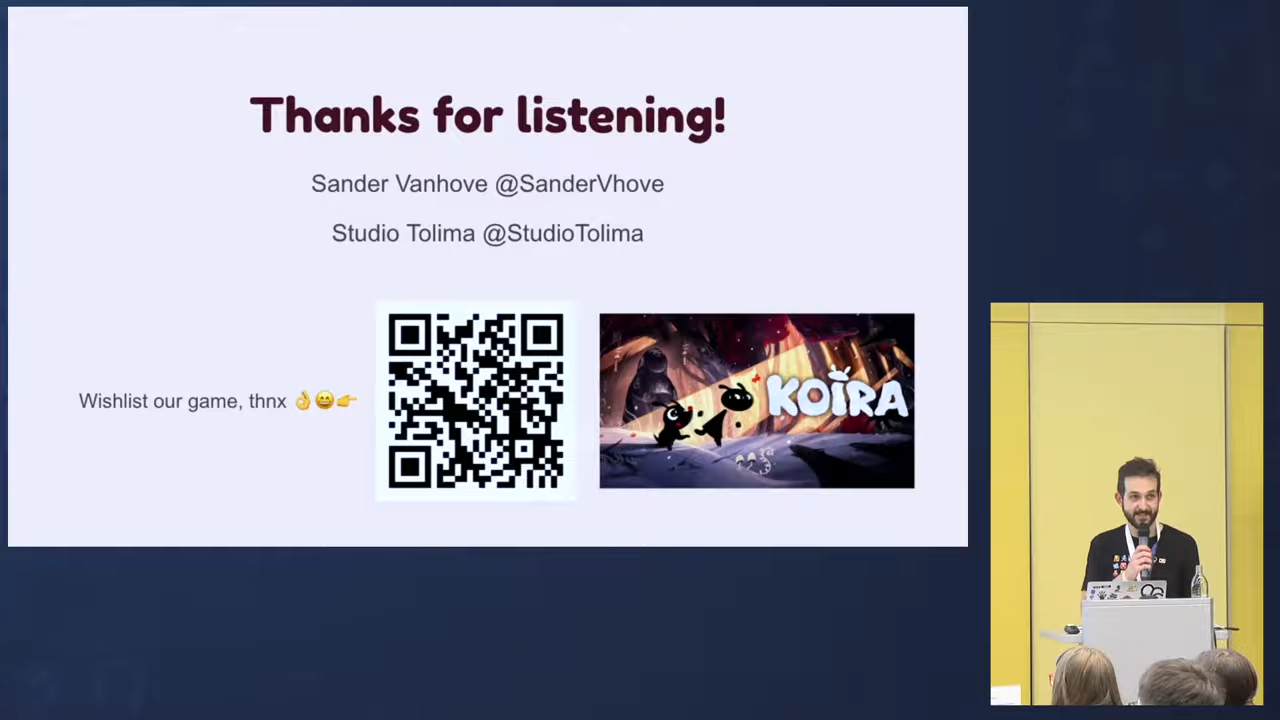 Thanks for listening!
Sander Vanhove @SanderVhove
Studio Tolima @StudioTolima
Wishlist our game, thnx 👌😄👉
KOIRA